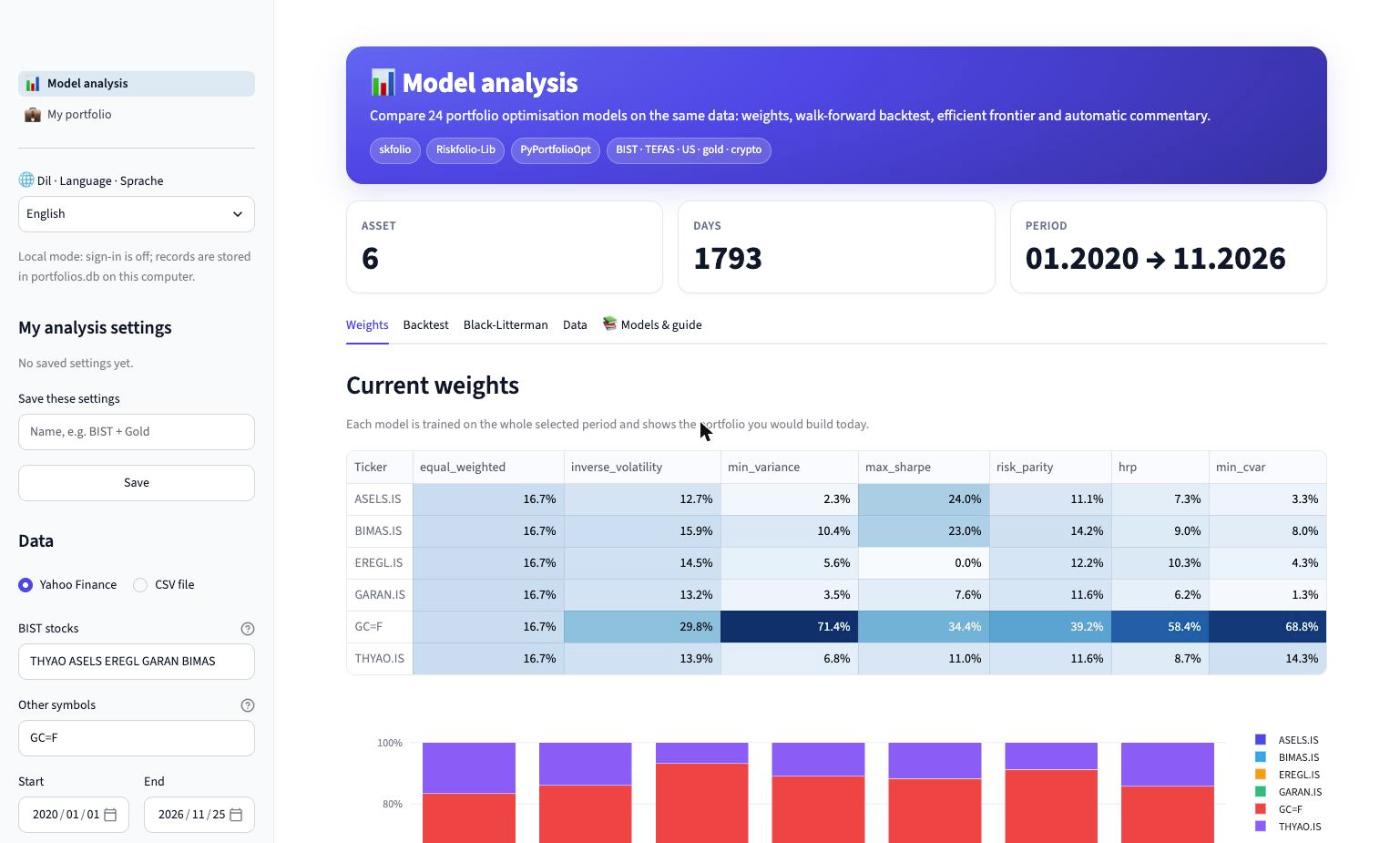 Model analysis
My portfolio
Dil · Language · Sprache
English
Local mode: sign-in is off; records are stored
in portfolios.db on this computer.
My analysis settings
No saved settings yet.
Save these settings
Name, e.g. BIST + Gold
Save
Data
Yahoo Finance CSV file
BIST stocks
THYAO ASELS EREGL GARAN BIMAS
Other symbols
GC=F
Start End
2020/01/01 2026/11/25
Model analysis
Compare 24 portfolio optimisation models on the same data: weights, walk-forward backtest, efficient frontier and automatic commentary.
skfolio Riskfolio-Lib PyPortfolioOpt BIST · TEFAS · US · gold · crypto
ASSET DAYS PERIOD
6 1793 01.2020 → 11.2026
Weights Backtest Black-Litterman Data Models & guide
Current weights
Each model is trained on the whole selected period and shows the portfolio you would build today.
Ticker equal_weighted inverse_volatility min_variance max_sharpe risk_parity hrp min_cvar
ASELS.IS 16.7% 12.7% 2.3% 24.0% 11.1% 7.3% 3.3%
BIMAS.IS 16.7% 15.9% 10.4% 23.0% 14.2% 9.0% 8.0%
EREGL.IS 16.7% 14.5% 5.6% 0.0% 12.2% 10.3% 4.3%
GARAN.IS 16.7% 13.2% 3.5% 7.6% 11.6% 6.2% 1.3%
GC=F 16.7% 29.8% 71.4% 34.4% 39.2% 58.4% 68.8%
THYAO.IS 16.7% 13.9% 6.8% 11.0% 11.6% 8.7% 14.3%
100%
80%
ASELS.IS
BIMAS.IS
EREGL.IS
GARAN.IS
GC=F
THYAO.IS